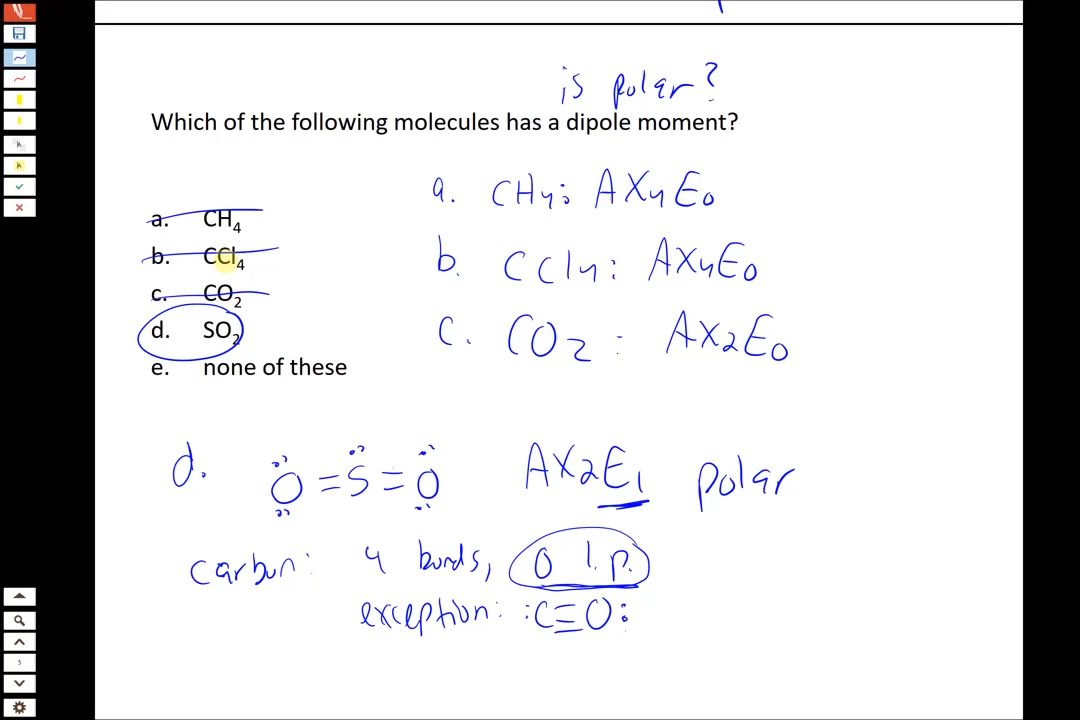 is polar?
Which of the following molecules has a dipole moment?
a. CH4: AX4E0
a. CH4
b. CCl4
b. CCl4: AX4E0
c. CO2
c. CO2: AX2E0
d. SO2
e. none of these
d. O=S=O AX2E1 polar
carbon: 4 bonds, 0 l.p.
exception: :C≡O: